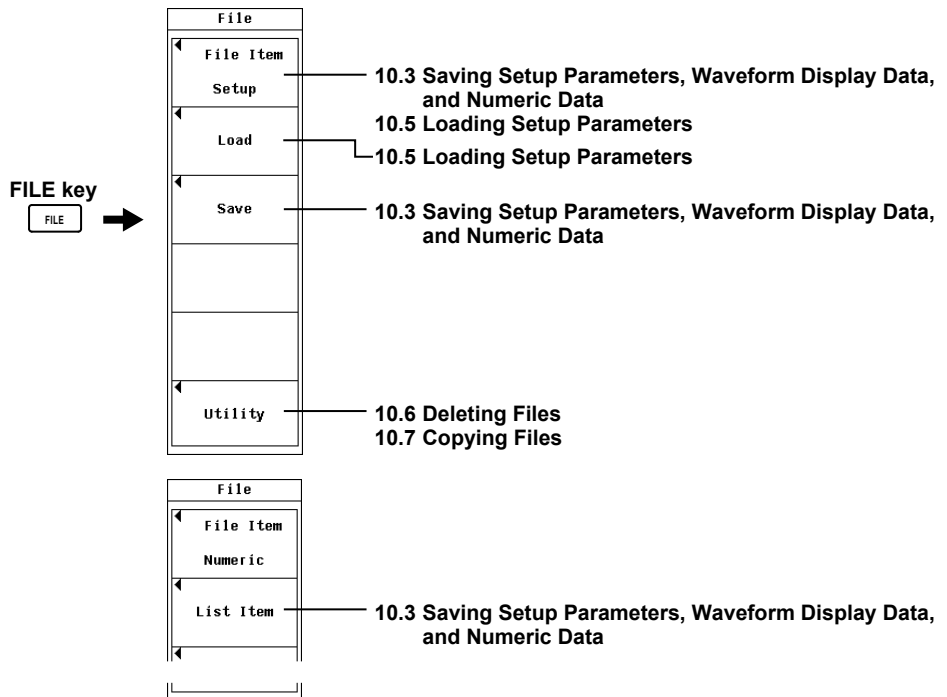 File
File Item
Setup
10.3 Saving Setup Parameters, Waveform Display Data,
and Numeric Data
10.5 Loading Setup Parameters
Load
10.5 Loading Setup Parameters
FILE key
FILE
Save
10.3 Saving Setup Parameters, Waveform Display Data,
and Numeric Data
Utility
10.6 Deleting Files
10.7 Copying Files
File
File Item
Numeric
List Item
10.3 Saving Setup Parameters, Waveform Display Data,
and Numeric Data